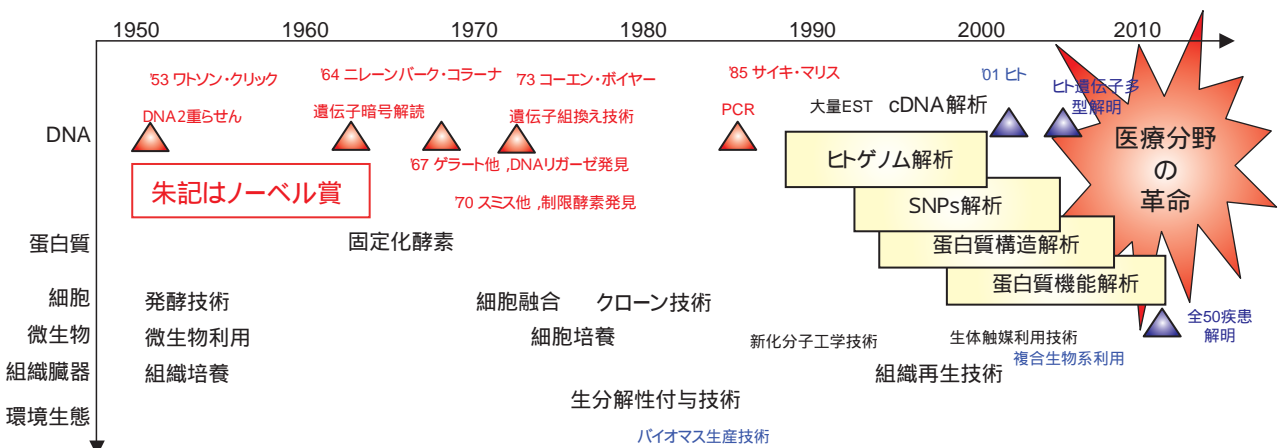 1950 1960 1970 1980 1990 2000 2010
'53 ワトソン・クリック
'64 ニレーンバーク・コラーナ
'73 コーエン・ボイヤー
'85 サイキ・マリス
'01 ヒト
ヒト遺伝子多
型解明
DNA2重らせん
遺伝子暗号解読
遺伝子組換え技術
PCR
大量EST
cDNA解析
DNA
'67 ゲラート他 ,DNAリガーゼ発見
ヒトゲノム解析
医療分野
の
革命
朱記はノーベル賞
'70 スミス他 ,制限酵素発見
SNPs解析
蛋白質
固定化酵素
蛋白質構造解析
蛋白質機能解析
細胞
発酵技術
細胞融合
クローン技術
全50疾患
解明
微生物
微生物利用
細胞培養
新化分子工学技術
生体触媒利用技術
複合生物系利用
組織臓器
組織培養
組織再生技術
環境生態
生分解性付与技術
バイオマス生産技術